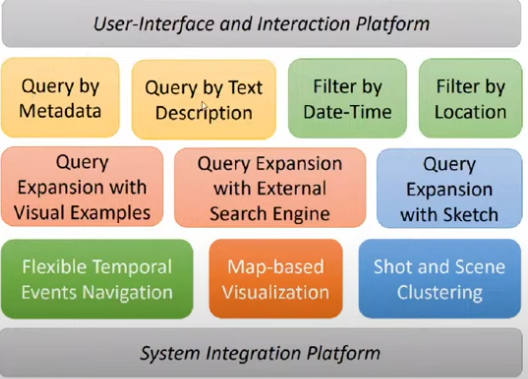 User-Interface and Interaction Platform
Query by
Metadata
Query by Text
Description
Filter by
Date-Time
Filter by
Location
Query
Expansion with
Visual Examples
Query Expansion
with External
Search Engine
Query
Expansion
with Sketch
Flexible Temporal
Events Navigation
Map-based
Visualization
Shot and Scene
Clustering
System Integration Platform